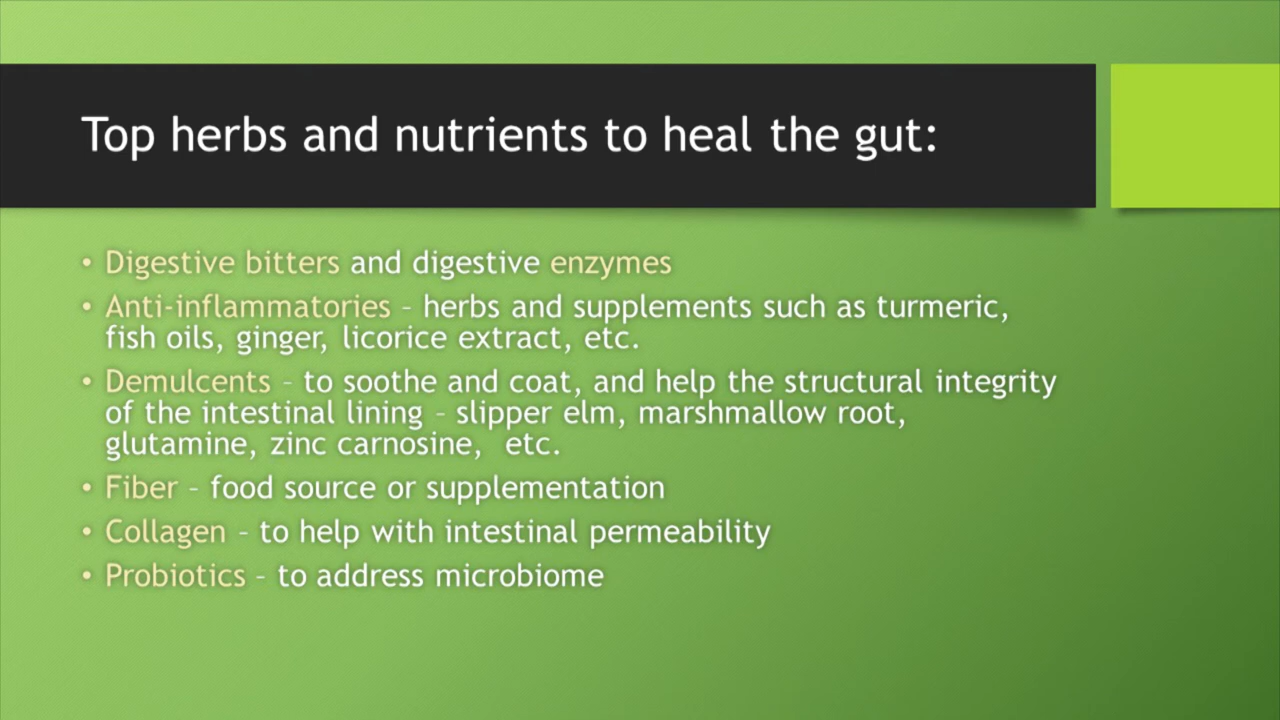 Top herbs and nutrients to heal the gut:
• Digestive bitters and digestive enzymes
• Anti-inflammatories – herbs and supplements such as turmeric,
fish oils, ginger, licorice extract, etc.
• Demulcents – to soothe and coat, and help the structural integrity
of the intestinal lining – slipper elm, marshmallow root,
glutamine, zinc carnosine,  etc.
• Fiber – food source or supplementation
• Collagen – to help with intestinal permeability
• Probiotics – to address microbiome